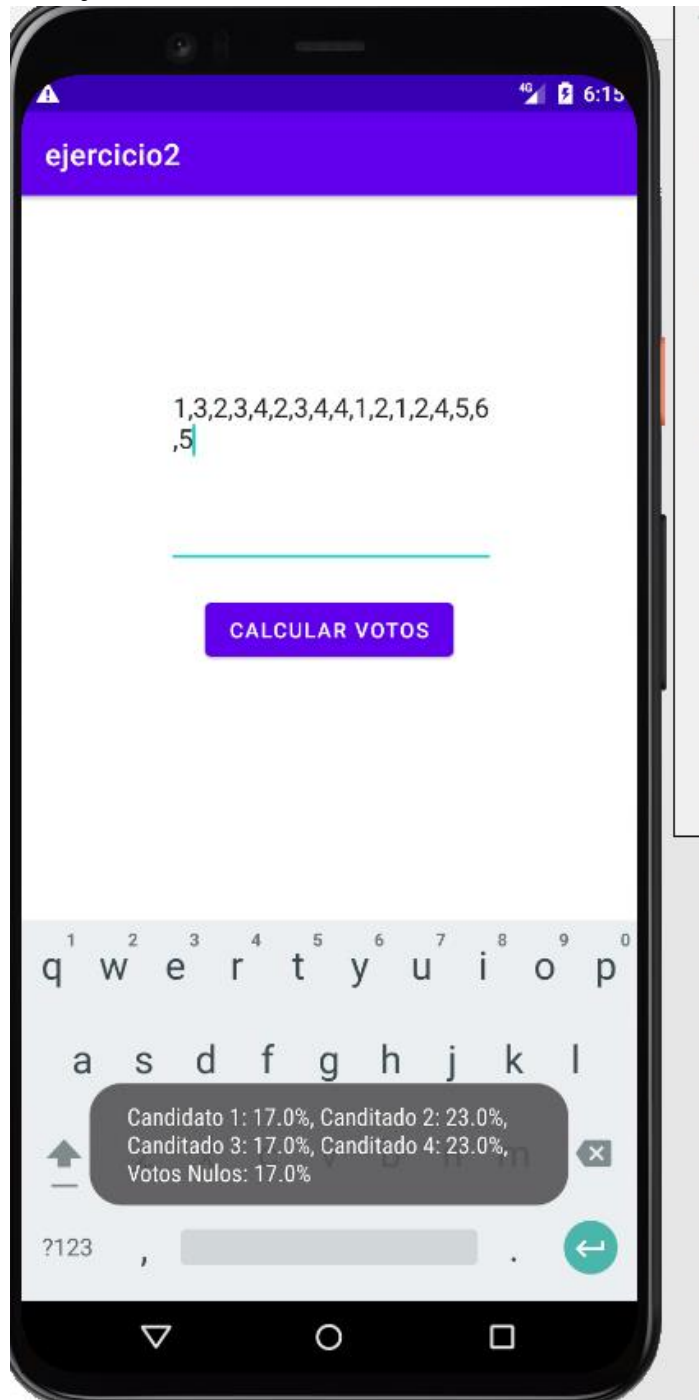 4G 6:15
ejercicio2
1,3,2,3,4,2,3,4,4,1,2,1,2,4,5,6
,5
CALCULAR VOTOS
1 2 3 4 5 6 7 8 9 0
q w e r t y u i o p
a s d f g h j k l
Candidato 1: 17.0%, Canditado 2: 23.0%,
Canditado 3: 17.0%, Canditado 4: 23.0%,
Votos Nulos: 17.0%
?123 , .